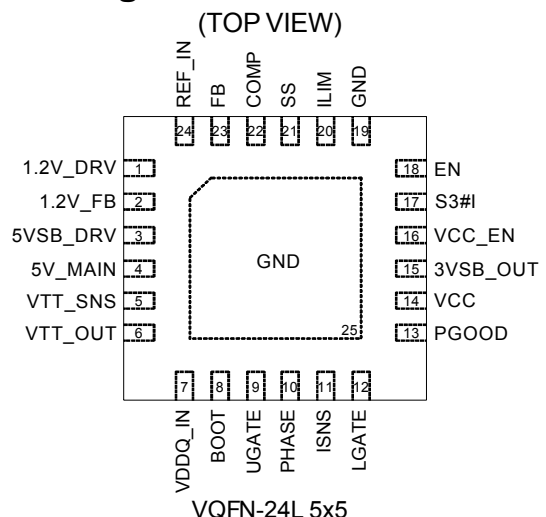 (TOP VIEW)
REF_IN
FB
COMP
SS
ILIM
GND
24
23
22
21
20
19
1.2V_DRV 1
1.2V_FB 2
5VSB_DRV 3
5V_MAIN 4
VTT_SNS 5
VTT_OUT 6
GND
25
18 EN
17 S3#I
16 VCC_EN
15 3VSB_OUT
14 VCC
13 PGOOD
7
8
9
10
11
12
VDDQ_IN
BOOT
UGATE
PHASE
ISNS
LGATE
VQFN-24L 5x5